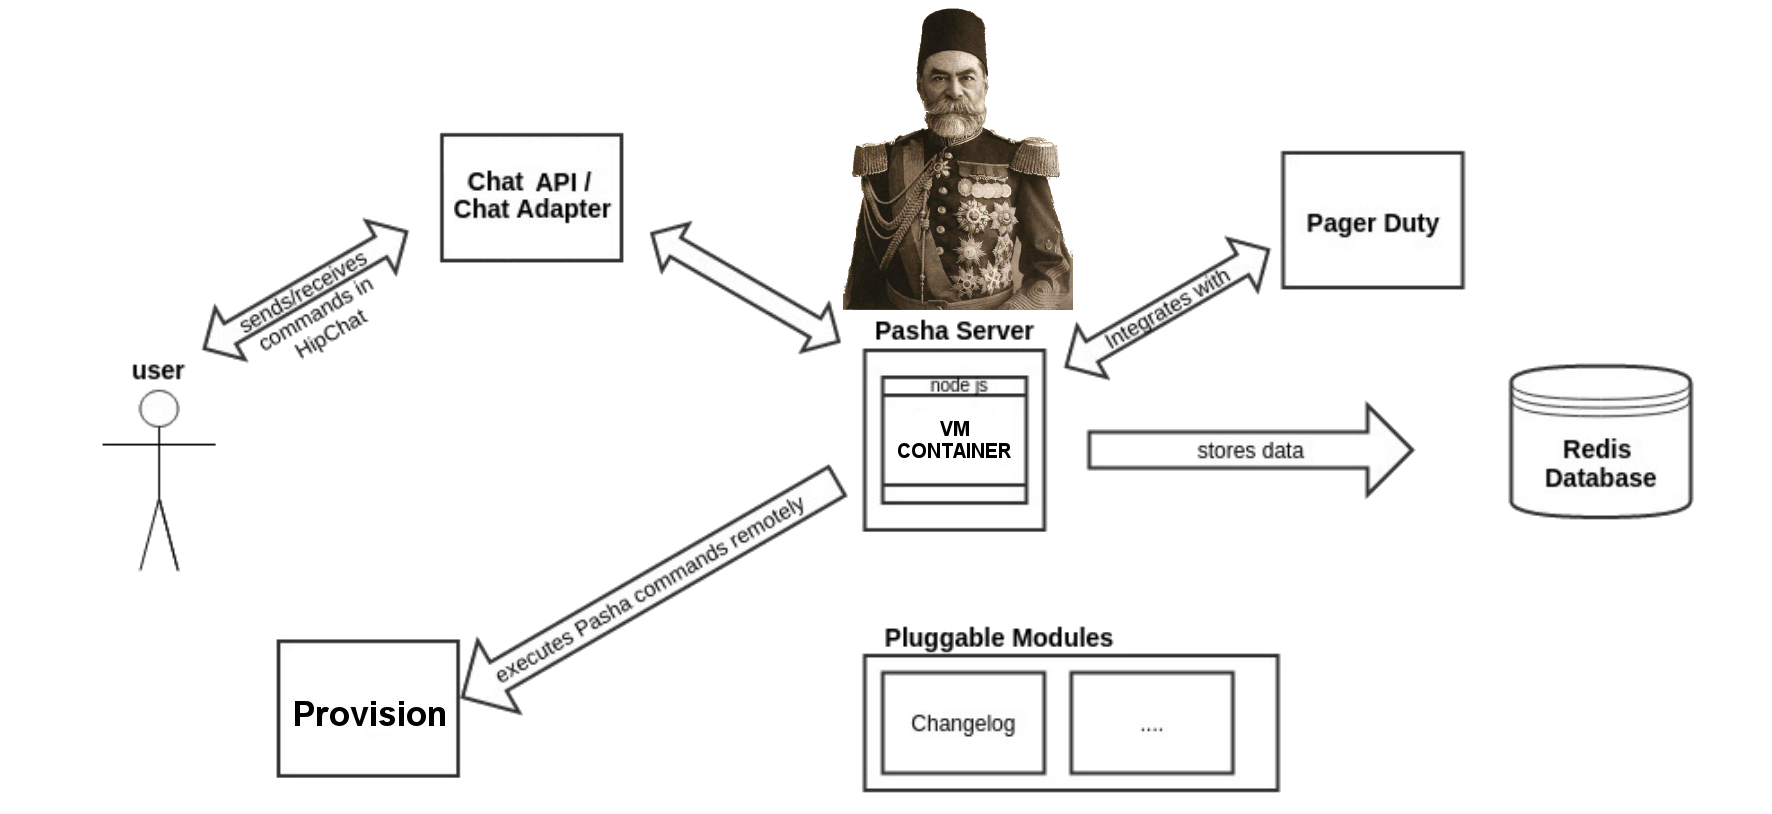 Chat API /
Chat Adapter
Pager Duty
sends/receives
commands in
HipChat
Integrates with
Pasha Server
user
node js
VM
CONTAINER
stores data
Redis
Database
executes Pasha commands remotely
Pluggable Modules
Provision
Changelog
....